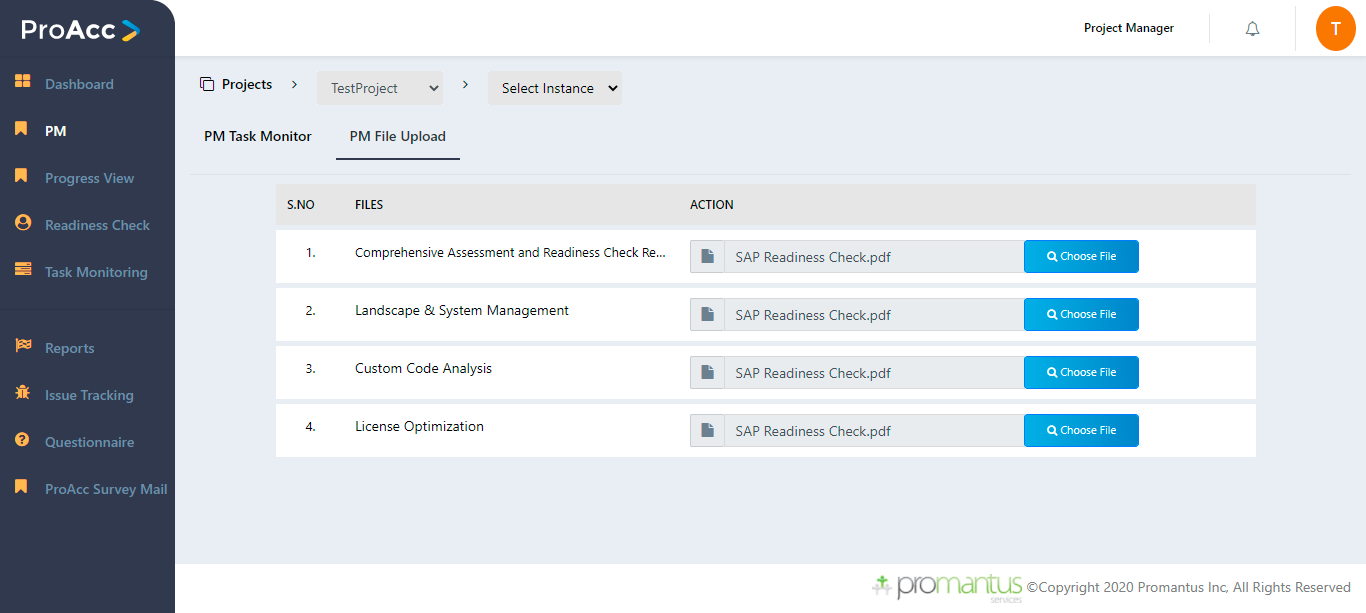 ProAcc
Project Manager
T
Dashboard
PM
Progress View
Readiness Check
Task Monitoring
Reports
Issue Tracking
Questionnaire
ProAcc Survey Mail
Projects > TestProject > Select Instance
PM Task Monitor PM File Upload
S.NO FILES ACTION
1. Comprehensive Assessment and Readiness Check Re... SAP Readiness Check.pdf Choose File
2. Landscape & System Management SAP Readiness Check.pdf Choose File
3. Custom Code Analysis SAP Readiness Check.pdf Choose File
4. License Optimization SAP Readiness Check.pdf Choose File
promantus
services
©Copyright 2020 Promantus Inc, All Rights Reserved